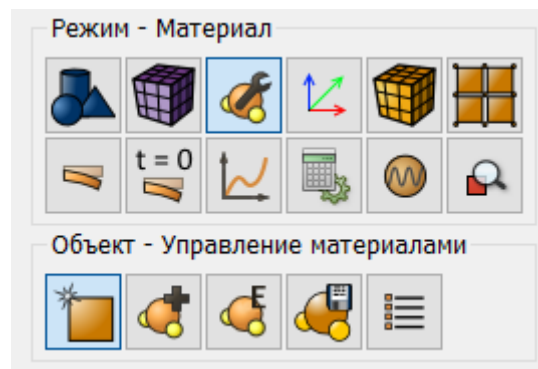 Режим - Материал
t = 0
Объект - Управление материалами
E